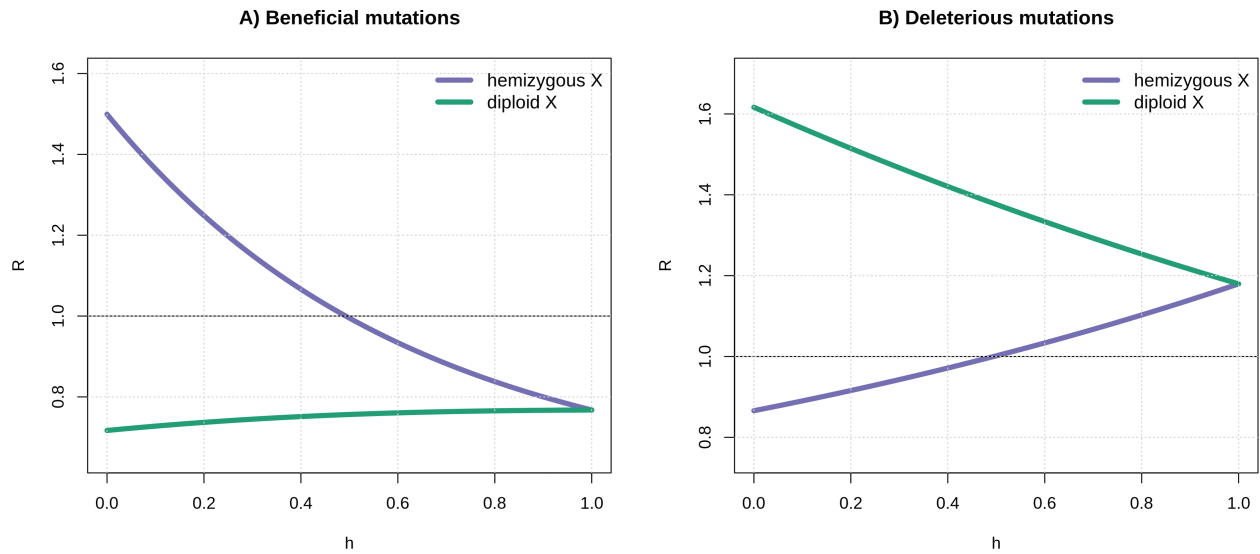 A) Beneficial mutations
hemizygous X
diploid X
R
1.6
1.4
1.2
1.0
0.8
0.0 0.2 0.4 0.6 0.8 1.0
h
B) Deleterious mutations
hemizygous X
diploid X
R
1.6
1.4
1.2
1.0
0.8
0.0 0.2 0.4 0.6 0.8 1.0
h